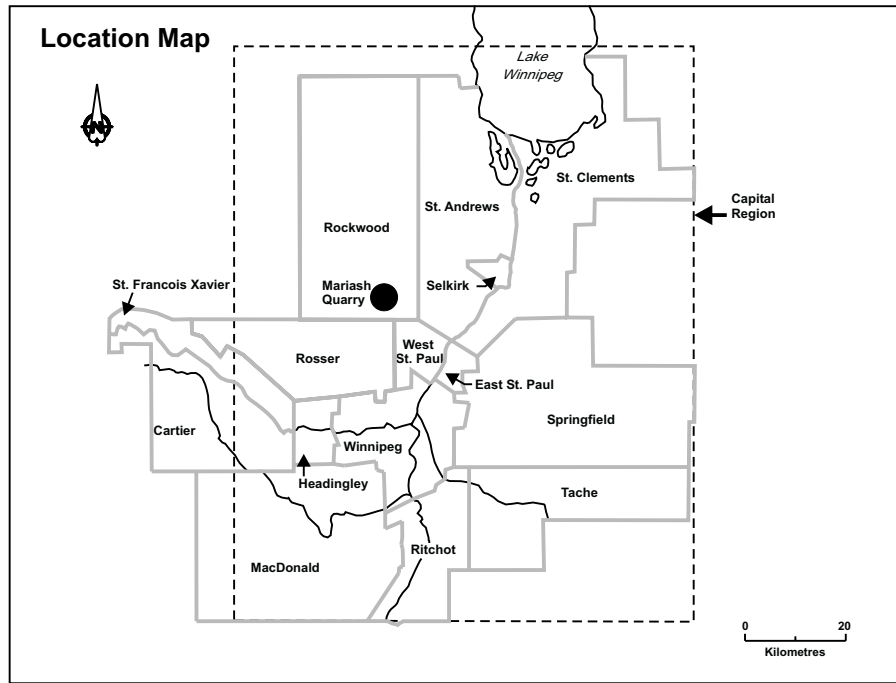 Location Map
Lake
Winnipeg
N
St. Clements
Capital
Region
St. Andrews
Rockwood
St. Francois Xavier
Mariash
Quarry
Selkirk
West
St. Paul
Rosser
East St. Paul
Springfield
Cartier
Winnipeg
Headingley
Tache
Ritchot
MacDonald
0
20
Kilometres